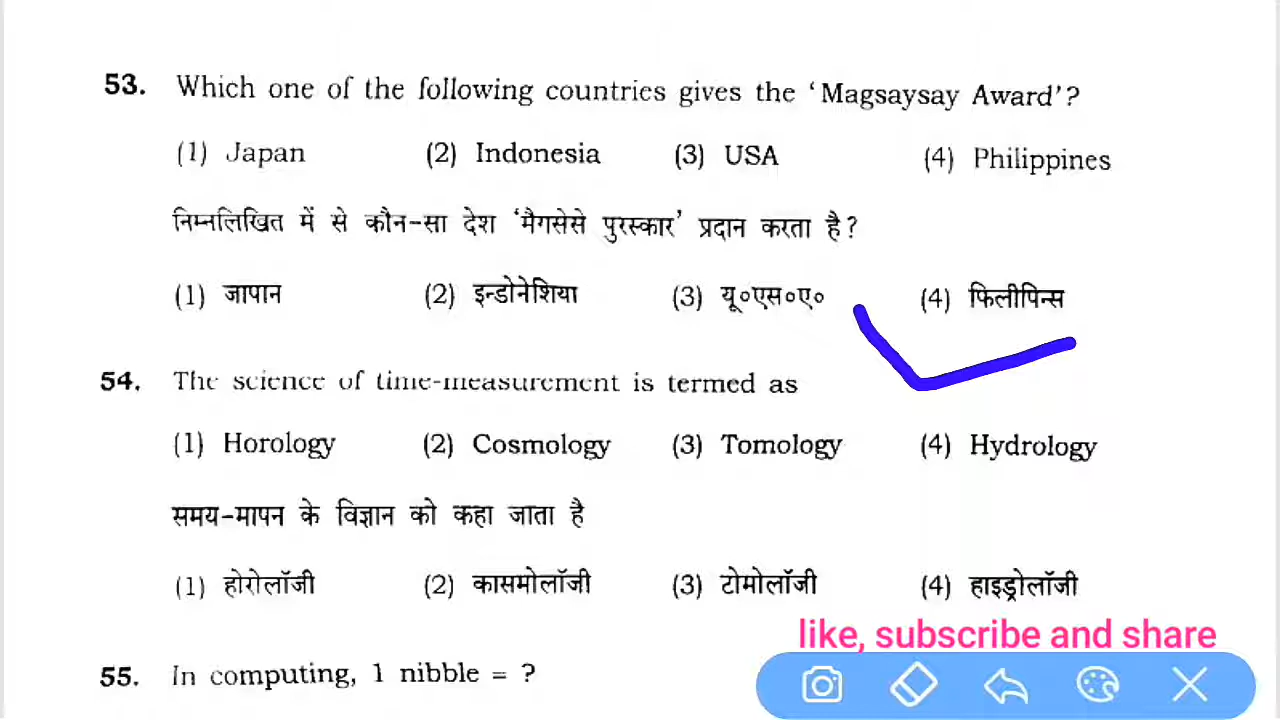 53. Which one of the following countries gives the ‘Magsaysay Award’?
(1) Japan (2) Indonesia (3) USA (4) Philippines
निम्नलिखित में से कौन-सा देश ‘मैगसेसे पुरस्कार’ प्रदान करता है?
(1) जापान (2) इन्डोनेशिया (3) यू०एस०ए० (4) फिलीपिन्स
54. The science of time-measurement is termed as
(1) Horology (2) Cosmology (3) Tomology (4) Hydrology
समय-मापन के विज्ञान को कहा जाता है
(1) होरोलॉजी (2) कासमोलॉजी (3) टोमोलॉजी (4) हाइड्रोलॉजी
like, subscribe and share
55. In computing, 1 nibble = ?